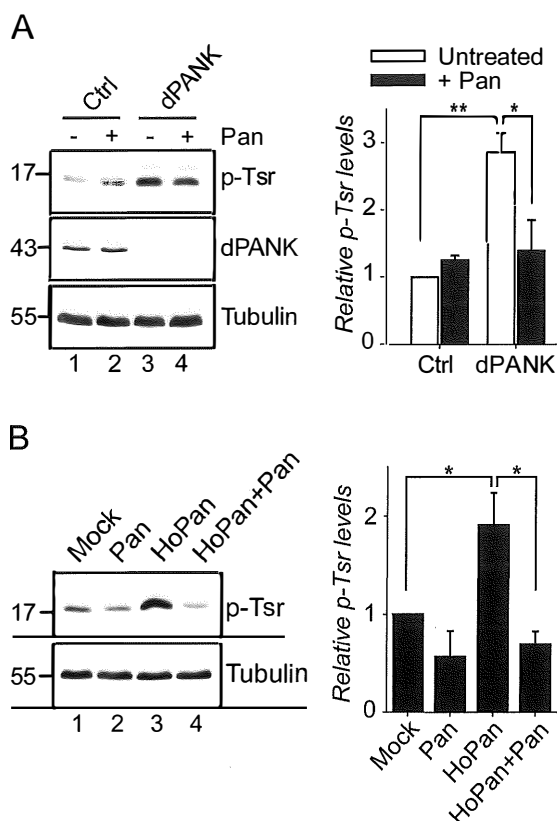 A
Ctrl dPANK
- + - + Pan
17 p-Tsr
43 dPANK
55 Tubulin
1 2 3 4
Untreated
+ Pan
** *
Relative p-Tsr levels
3
2
1
0
Ctrl dPANK
B
Mock Pan HoPan HoPan+Pan
17 p-Tsr
55 Tubulin
1 2 3 4
* *
Relative p-Tsr levels
2
1
0
Mock Pan HoPan HoPan+Pan